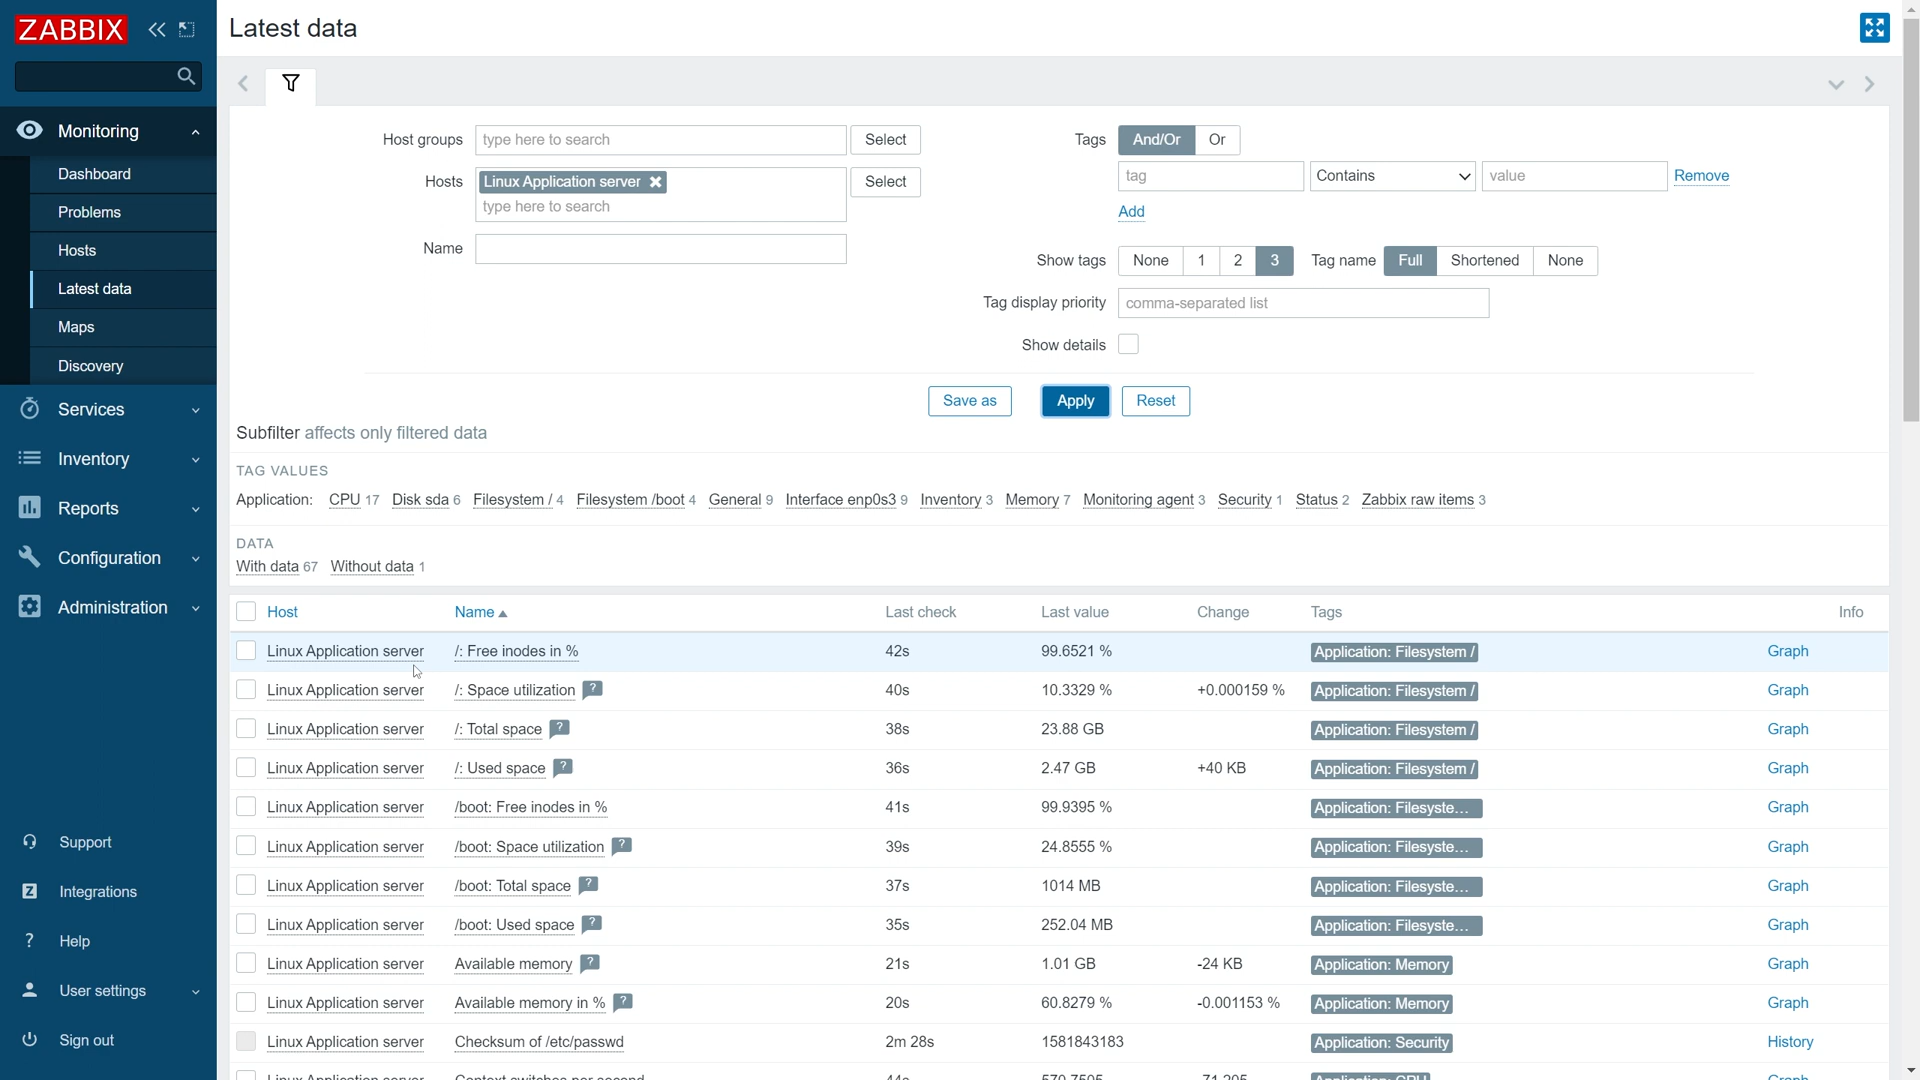 ZABBIX
Latest data
Monitoring
Dashboard
Problems
Hosts
Latest data
Maps
Discovery
Services
Inventory
Reports
Configuration
Administration
Support
Integrations
Help
User settings
Sign out
Host groups type here to search Select
Hosts Linux Application server type here to search Select
Name
Tags And/Or Or
tag Contains value Remove
Add
Show tags None 1 2 3 Tag name Full Shortened None
Tag display priority comma-separated list
Show details
Save as Apply Reset
Subfilter affects only filtered data
TAG VALUES
Application: CPU 17 Disk sda 6 Filesystem / 4 Filesystem /boot 4 General 9 Interface enp0s3 9 Inventory 3 Memory 7 Monitoring agent 3 Security 1 Status 2 Zabbix raw items 3
DATA
With data 67 Without data 1
Host Name Last check Last value Change Tags Info
Linux Application server /: Free inodes in % 42s 99.6521 % Application: Filesystem / Graph
Linux Application server /: Space utilization ? 40s 10.3329 % +0.000159 % Application: Filesystem / Graph
Linux Application server /: Total space ? 38s 23.88 GB Application: Filesystem / Graph
Linux Application server /: Used space ? 36s 2.47 GB +40 KB Application: Filesystem / Graph
Linux Application server /boot: Free inodes in % 41s 99.9395 % Application: Filesyste... Graph
Linux Application server /boot: Space utilization ? 39s 24.8555 % Application: Filesyste... Graph
Linux Application server /boot: Total space ? 37s 1014 MB Application: Filesyste... Graph
Linux Application server /boot: Used space ? 35s 252.04 MB Application: Filesyste... Graph
Linux Application server Available memory ? 21s 1.01 GB -24 KB Application: Memory Graph
Linux Application server Available memory in % ? 20s 60.8279 % -0.001153 % Application: Memory Graph
Linux Application server Checksum of /etc/passwd 2m 28s 1581843183 Application: Security History
Linux Application server Context switches per second 44s Application: CPU Graph